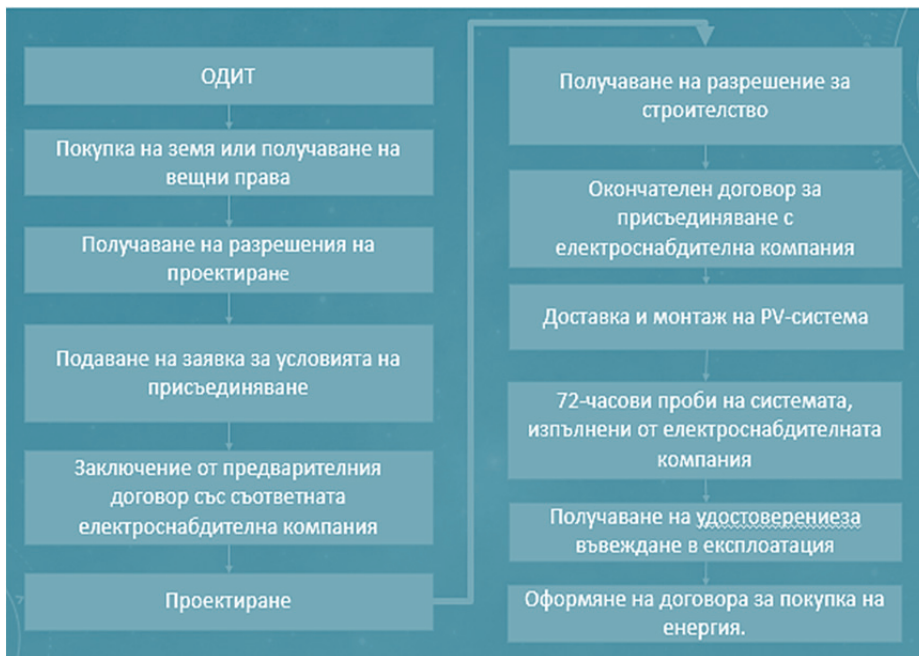 ОДИТ
Покупка на земя или получаване на
вещни права
Получаване на разрешения на
проектиране
Подаване на заявка за условията на
присъединяване
Заключение от предварителния
договор със съответната
електроснабдителна компания
Проектиране
Получаване на разрешение за
строителство
Окончателен договор за
присъединяване с
електроснабдителна компания
Доставка и монтаж на PV-система
72-часови проби на системата,
изпълнени от електроснабдителната
компания
Получаване на удостоверениеза
въвеждане в експлоатация
Оформяне на договора за покупка на
енергия.